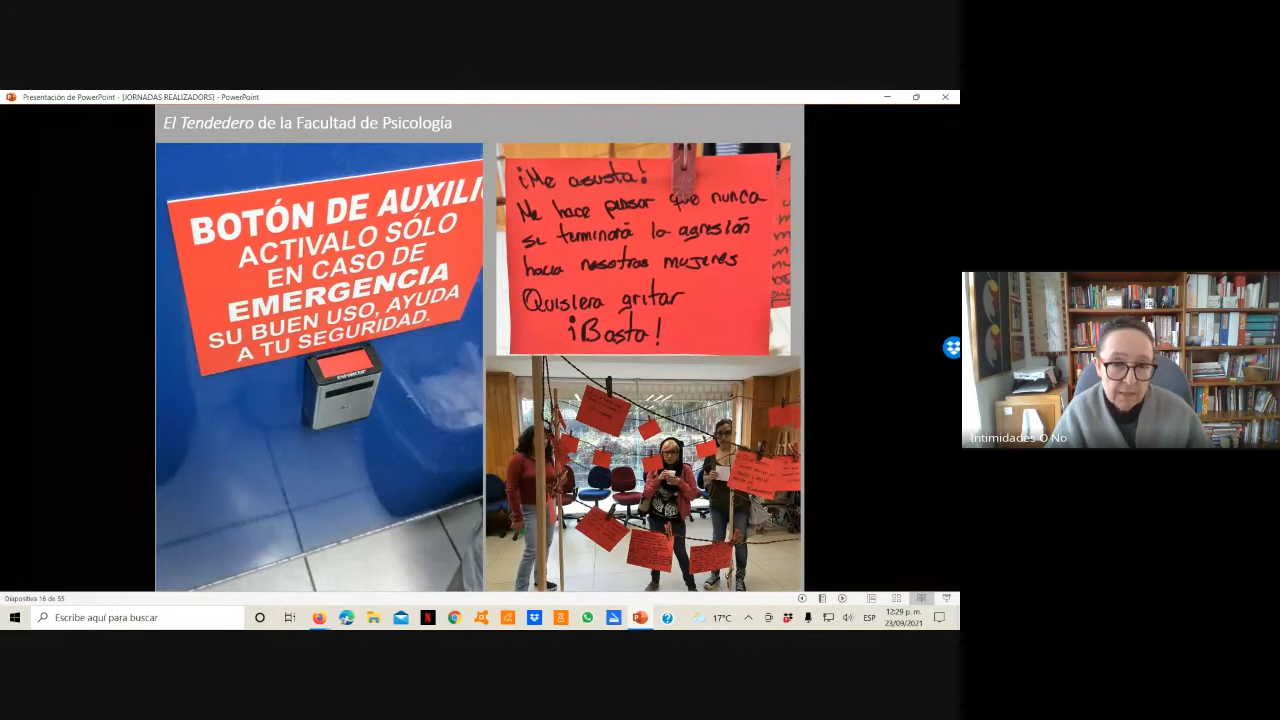 Presentación de PowerPoint - [JORNADAS REALIZADORS] - PowerPoint
El Tendedero de la Facultad de Psicología
BOTÓN DE AUXILI
ACTIVALO SÓLO
EN CASO DE
EMERGENCIA
SU BUEN USO, AYUDA
A TU SEGURIDAD.
ENFORCER
¡Me asusta!
Me hace pensar que nunca
se terminará la agresión
hacia nosotras mujeres
Quisiera gritar
¡Basta!
Intimidades O No
Diapositiva 16 de 55
Escribe aquí para buscar
17°C
ESP
12:29 p. m.
23/09/2021